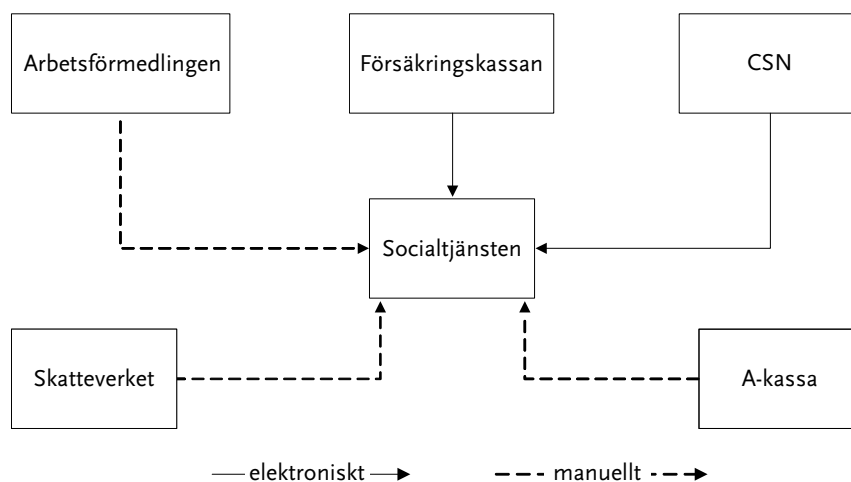 Arbetsförmedlingen
Försäkringskassan
CSN
Socialtjänsten
Skatteverket
A-kassa
elektroniskt
manuellt